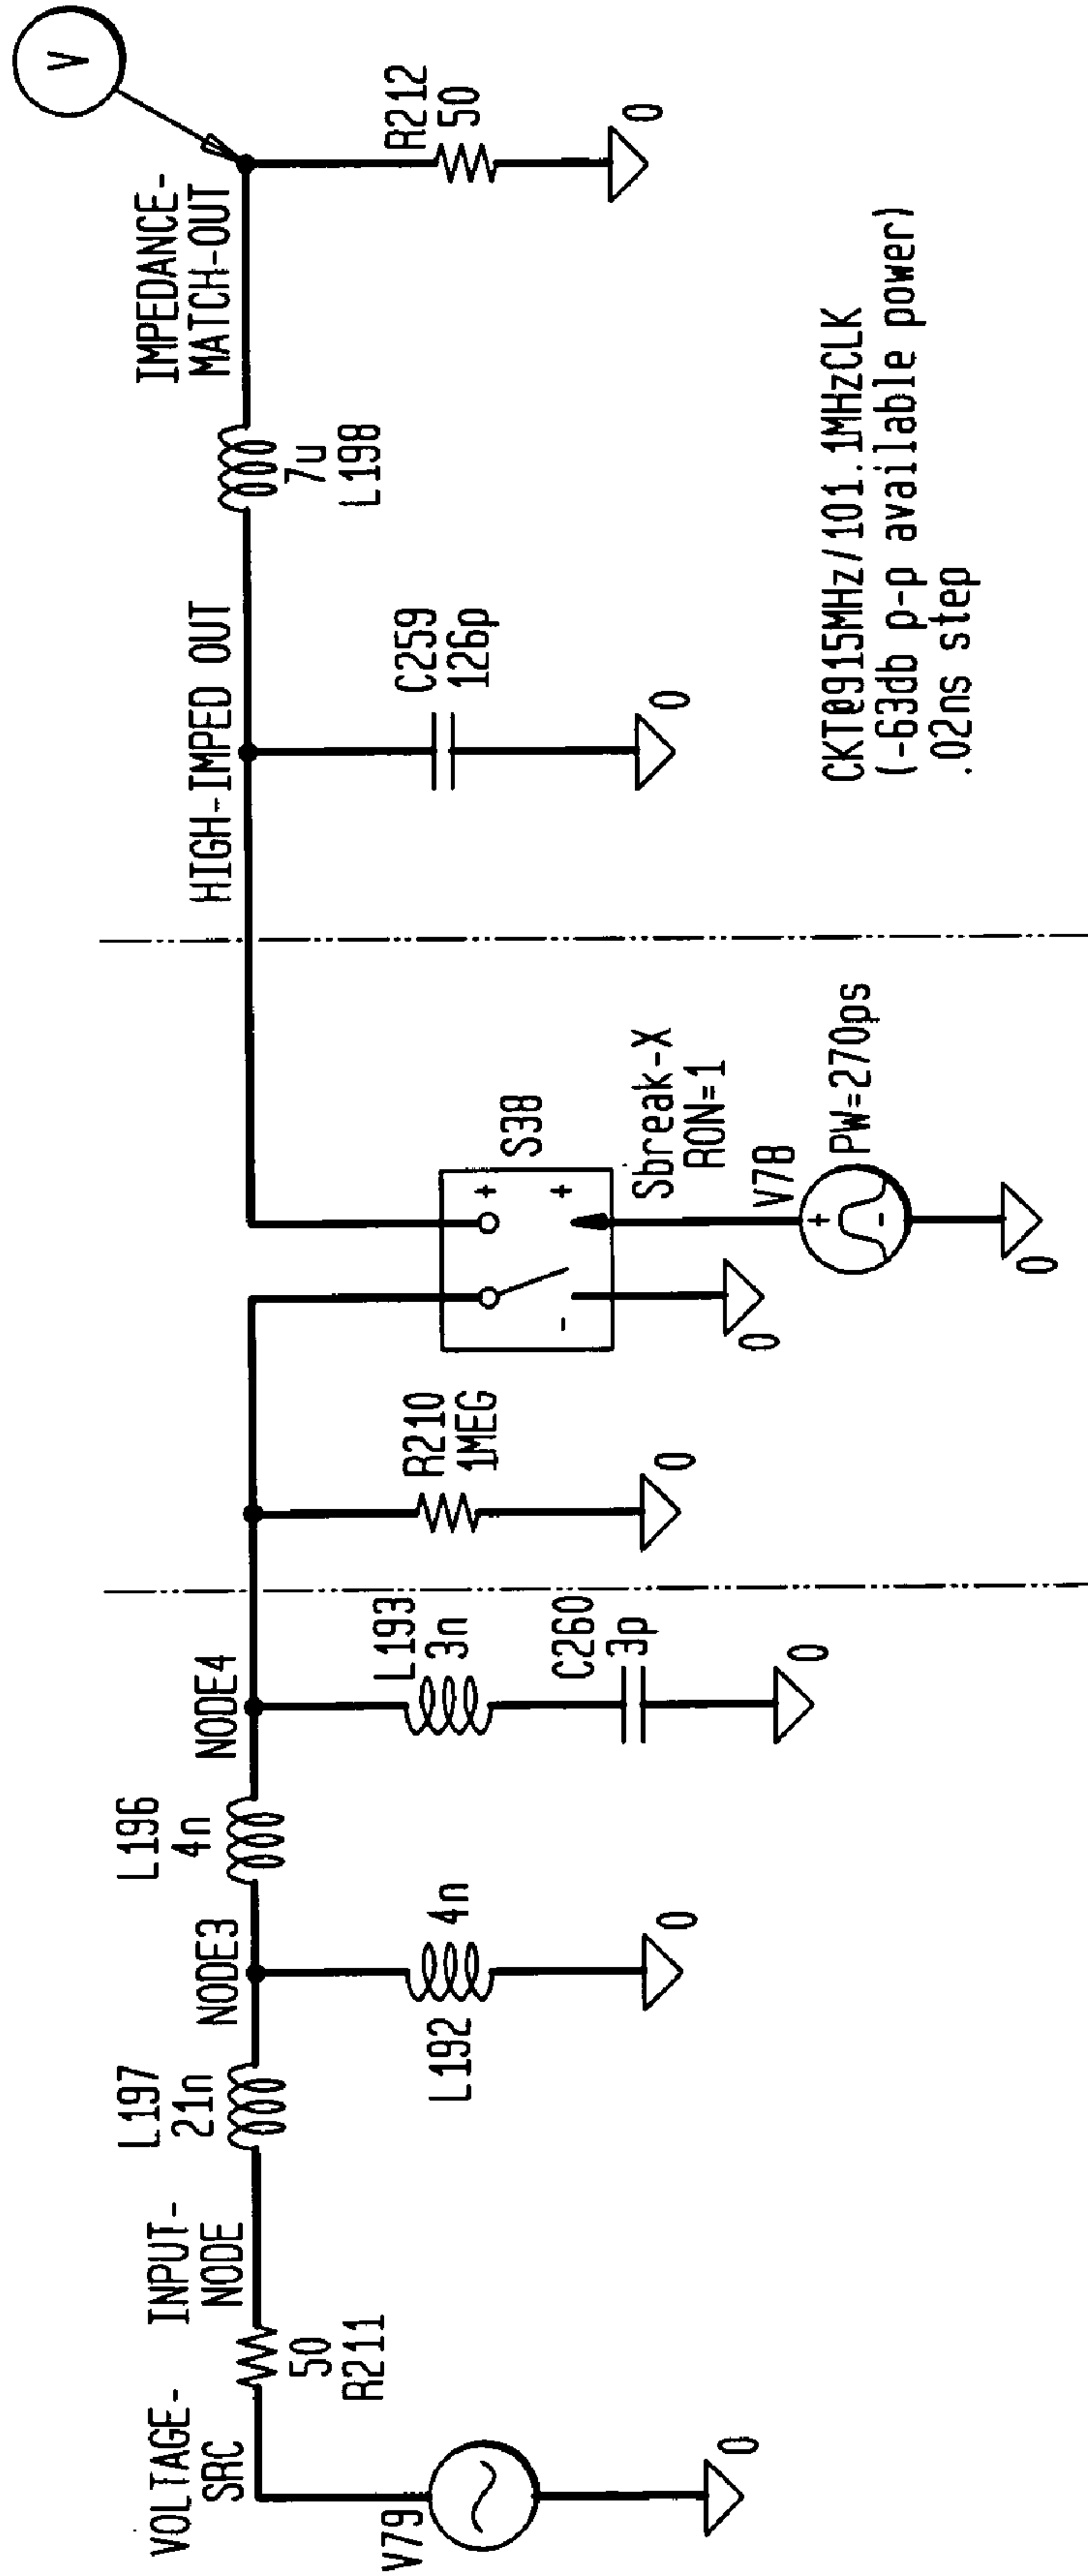 VOLTAGE-
SRC
V79
0
50
R211
INPUT-
NODE
L197
21n
NODE3
L192
4n
0
L196
4n
NODE4
L193
3n
C260
3p
0
R210
1MEG
0
S38
+
+
-
0
Sbreak-X
RON=1
V78
+
-
PW=270ps
0
HIGH-IMPED OUT
C259
126p
0
7u
L198
IMPEDANCE-
MATCH-OUT
V
R212
50
0
CKT@915MHz/101.1MHzCLK
(-63db p-p available power)
.02ns step